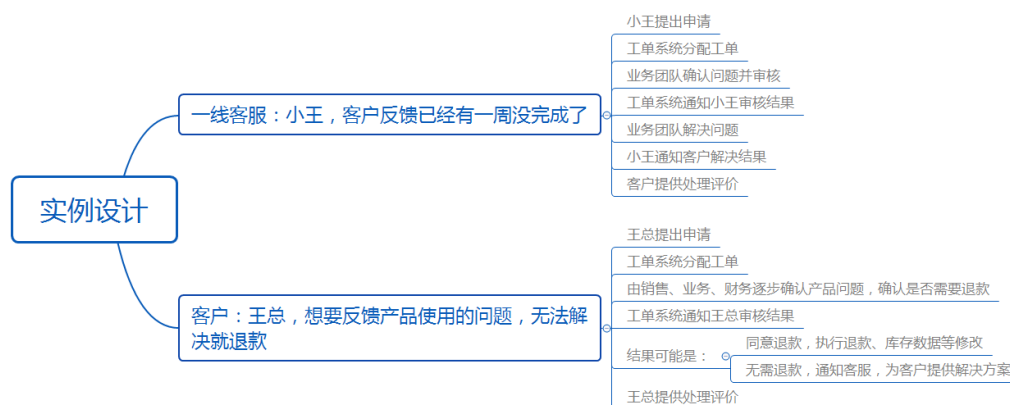 实例设计
一线客服：小王，客户反馈已经有一周没完成了
小王提出申请
工单系统分配工单
业务团队确认问题并审核
工单系统通知小王审核结果
业务团队解决问题
小王通知客户解决结果
客户提供处理评价
客户：王总，想要反馈产品使用的问题，无法解
决就退款
王总提出申请
工单系统分配工单
由销售、业务、财务逐步确认产品问题，确认是否需要退款
工单系统通知王总审核结果
结果可能是：
同意退款，执行退款、库存数据等修改
无需退款，通知客服，为客户提供解决方案
王总提供处理评价